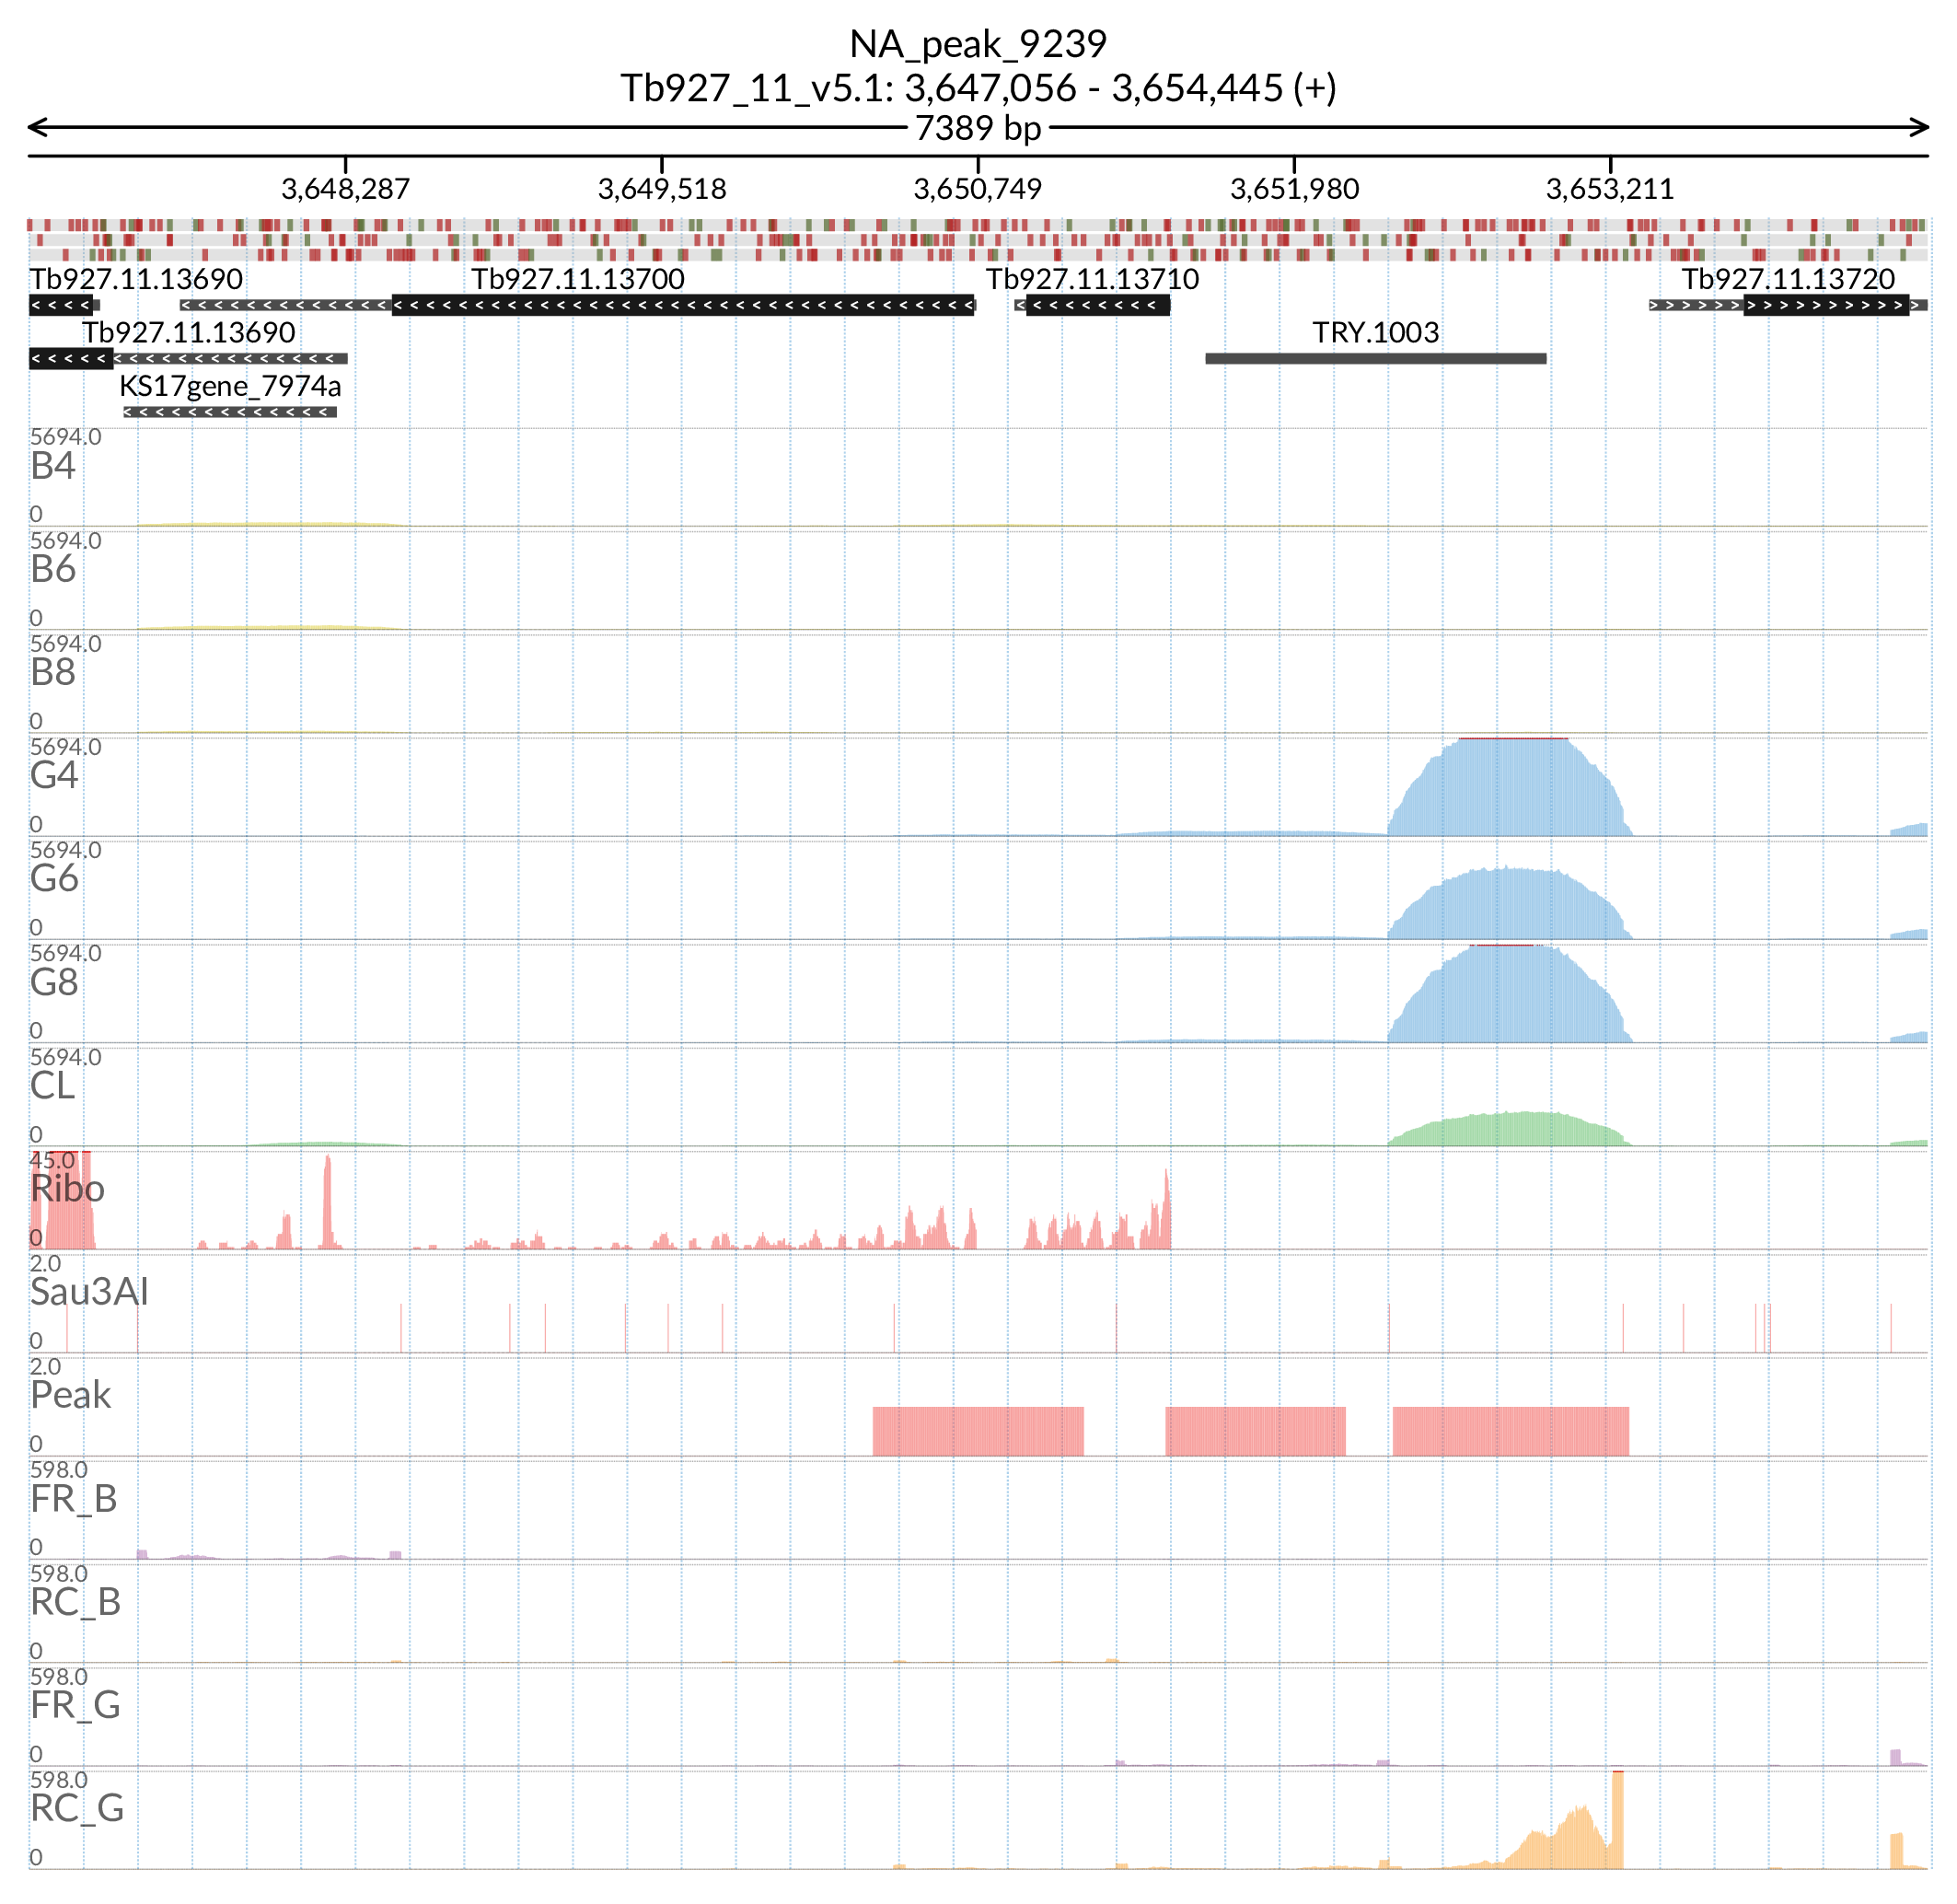 NA_peak_9239
Tb927_11_v5.1: 3,647,056 - 3,654,445 (+)
7389 bp
3,648,287 3,649,518 3,650,749 3,651,980 3,653,211
Tb927.11.13690 Tb927.11.13700 Tb927.11.13710 Tb927.11.13720
Tb927.11.13690 TRY.1003
KS17gene_7974a
5694.0
B4
0
5694.0
B6
0
5694.0
B8
0
5694.0
G4
0
5694.0
G6
0
5694.0
G8
0
5694.0
CL
0
45.0
Ribo
0
2.0
Sau3AI
0
2.0
Peak
0
598.0
FR_B
0
598.0
RC_B
0
598.0
FR_G
0
598.0
RC_G
0